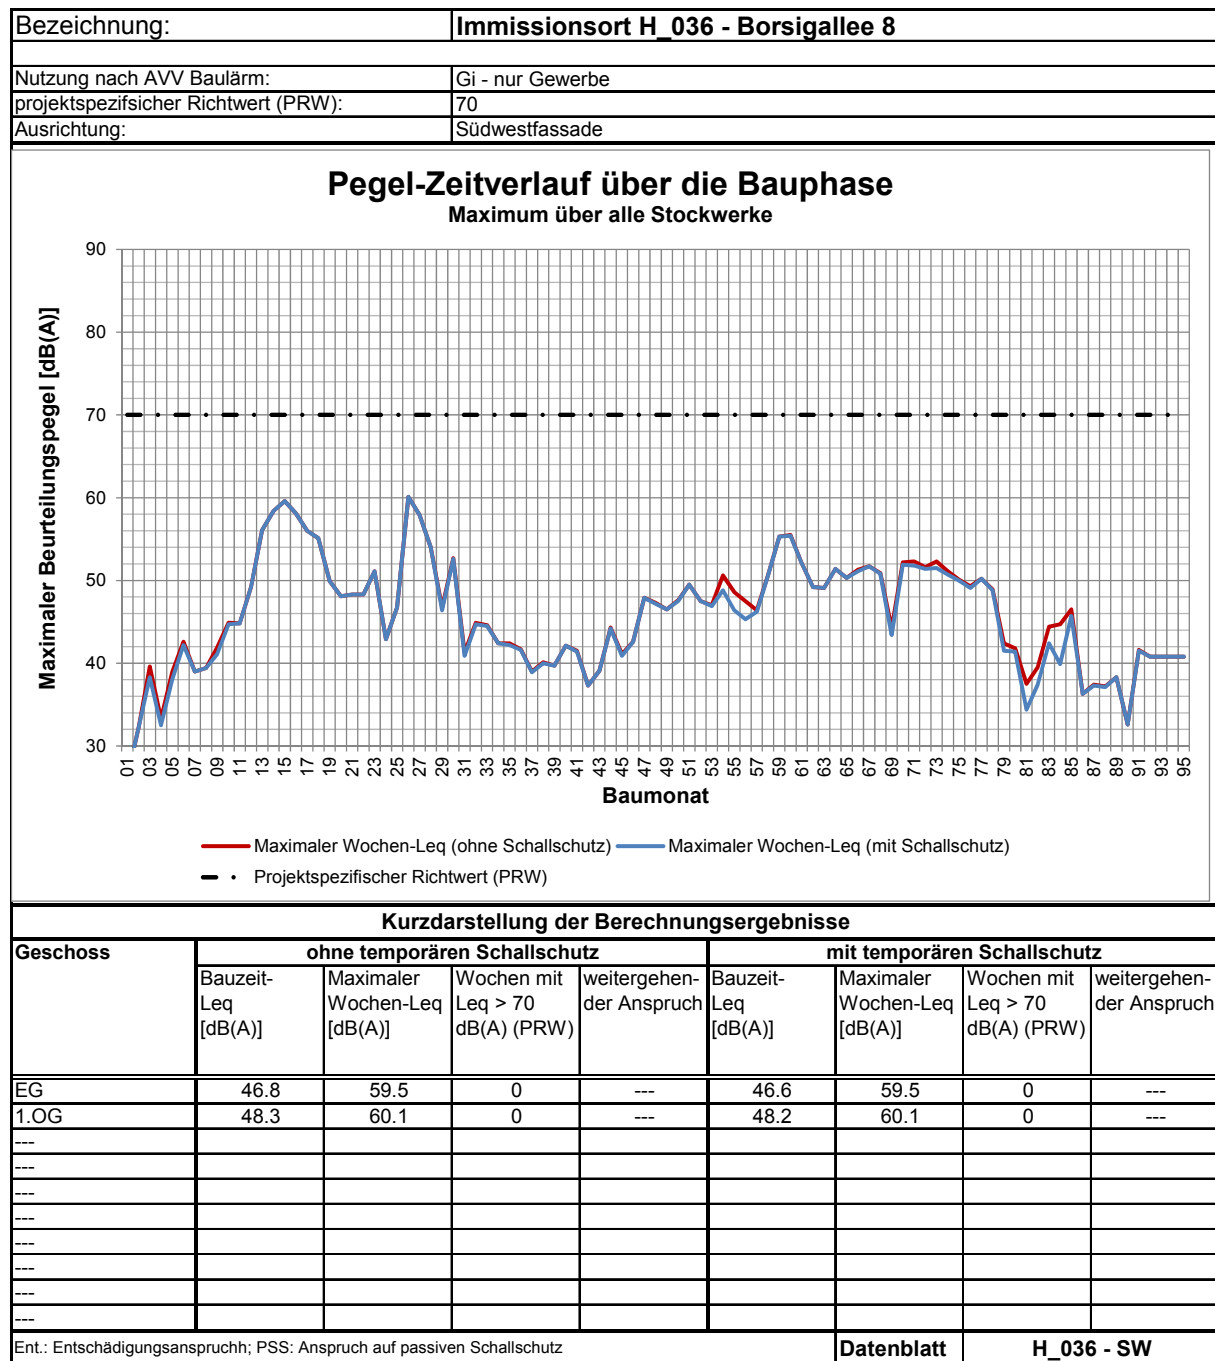 Bezeichnung: Immissionsort H_036 - Borsigallee 8
Nutzung nach AVV Baulärm: Gi - nur Gewerbe
projektspezifsicher Richtwert (PRW): 70
Ausrichtung: Südwestfassade
Pegel-Zeitverlauf über die Bauphase
Maximum über alle Stockwerke
Maximaler Beurteilungspegel [dB(A)]
90
80
70
60
50
40
30
01 03 05 07 09 11 13 15 17 19 21 23 25 27 29 31 33 35 37 39 41 43 45 47 49 51 53 55 57 59 61 63 65 67 69 71 73 75 77 79 81 83 85 87 89 91 93 95
Baumonat
Maximaler Wochen-Leq (ohne Schallschutz) Maximaler Wochen-Leq (mit Schallschutz)
Projektspezifischer Richtwert (PRW)
Kurzdarstellung der Berechnungsergebnisse
Geschoss ohne temporären Schallschutz mit temporären Schallschutz
Bauzeit- Maximaler Wochen mit weitergehen- Bauzeit- Maximaler Wochen mit weitergehen-
Leq Wochen-Leq Leq > 70 der Anspruch Leq Wochen-Leq Leq > 70 der Anspruch
[dB(A)] [dB(A)] dB(A) (PRW) [dB(A)] [dB(A)] dB(A) (PRW)
EG 46.8 59.5 0 --- 46.6 59.5 0 ---
1.OG 48.3 60.1 0 --- 48.2 60.1 0 ---
---
---
---
---
---
---
---
---
Ent.: Entschädigungsanspruchh; PSS: Anspruch auf passiven Schallschutz Datenblatt H_036 - SW